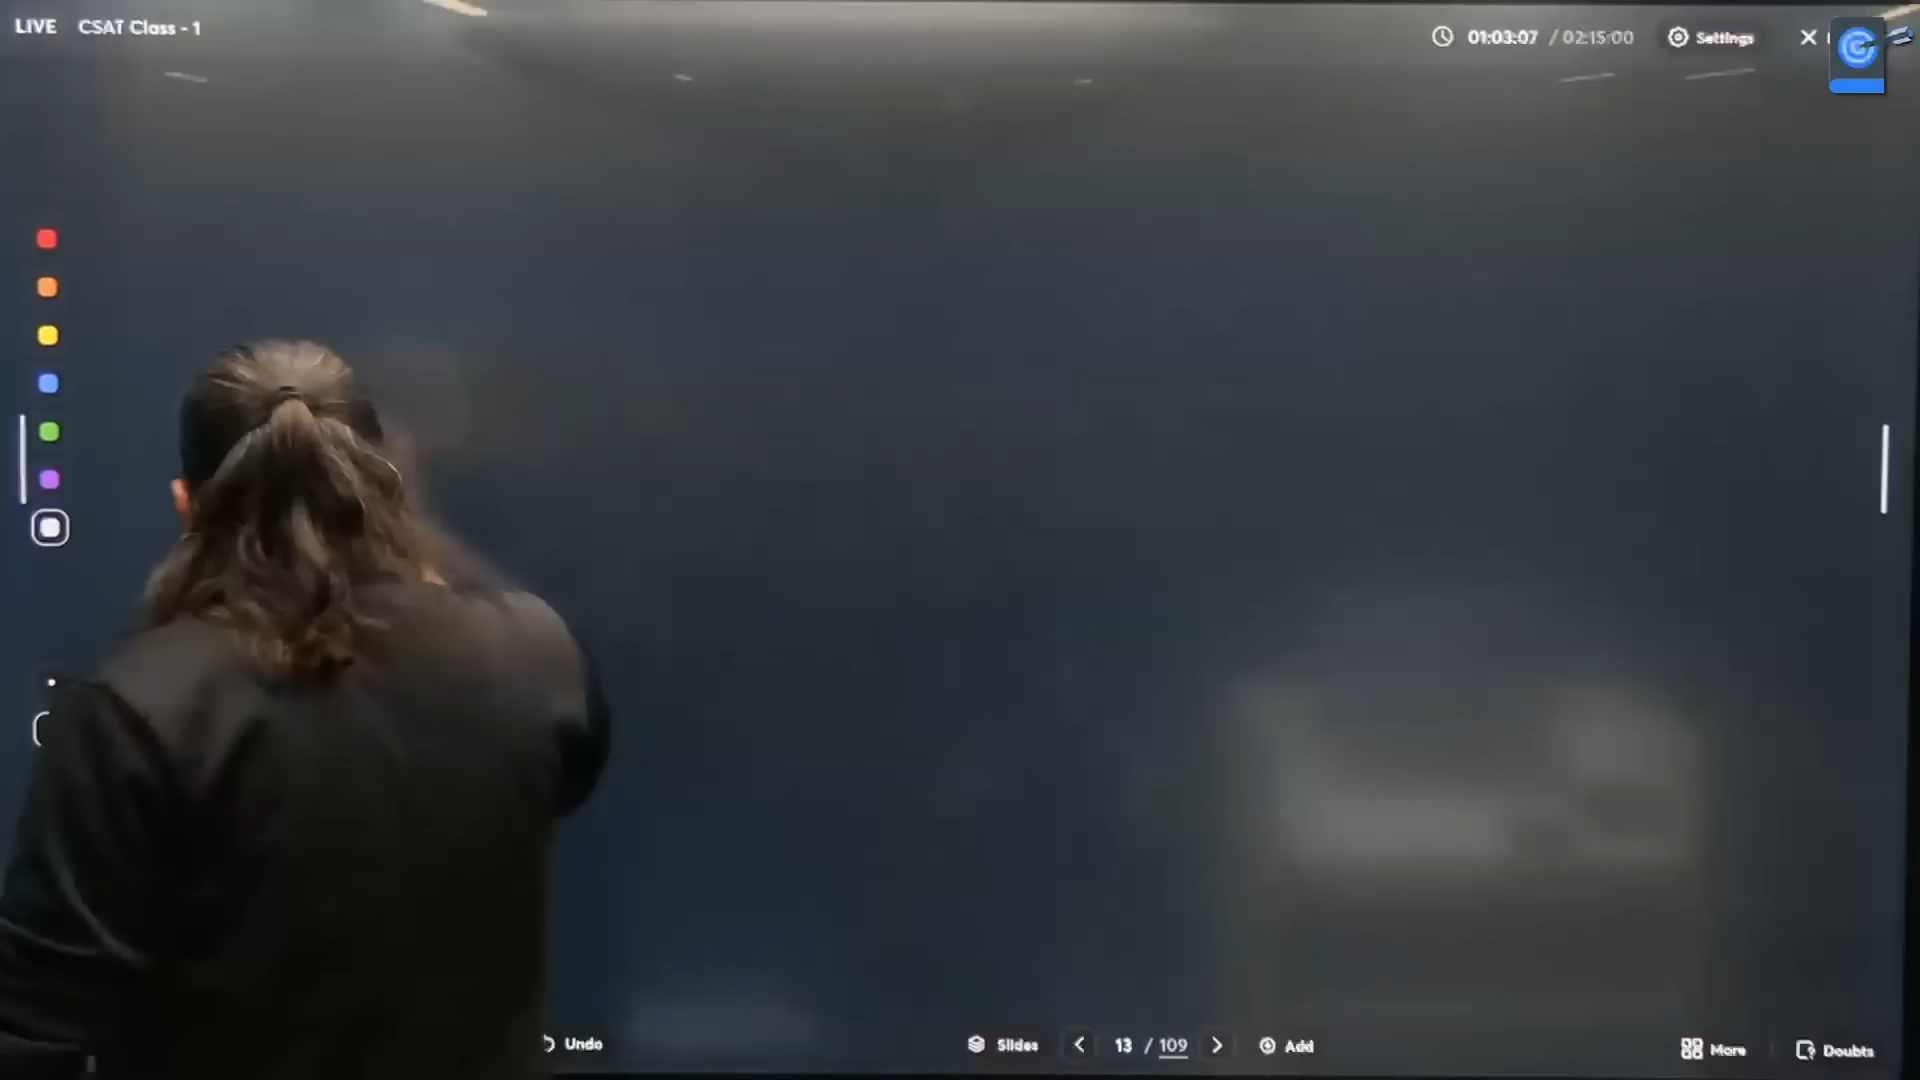 LIVE CSAT Class - 1
01:03:07 / 02:15:00 Settings
Undo
Slides 13 / 109 Add
More Doubts